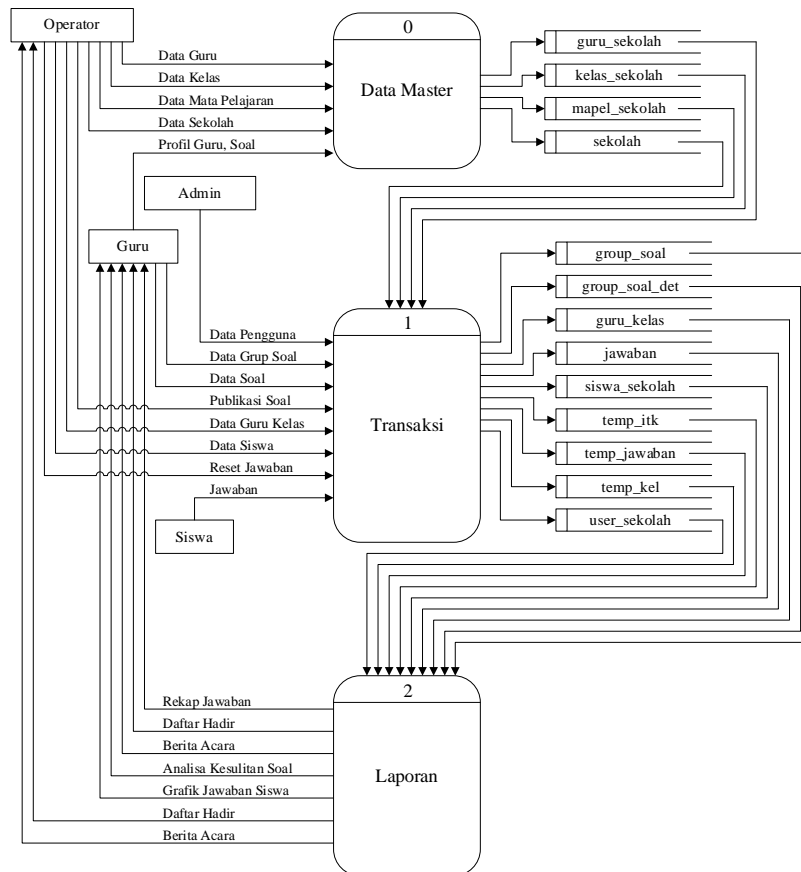 Operator
0
Data Master
Data Guru
Data Kelas
Data Mata Pelajaran
Data Sekolah
Profil Guru, Soal
guru_sekolah
kelas_sekolah
mapel_sekolah
sekolah
Admin
Guru
1
Transaksi
Data Pengguna
Data Grup Soal
Data Soal
Publikasi Soal
Data Guru Kelas
Data Siswa
Reset Jawaban
Jawaban
Siswa
group_soal
group_soal_det
guru_kelas
jawaban
siswa_sekolah
temp_itk
temp_jawaban
temp_kel
user_sekolah
2
Laporan
Rekap Jawaban
Daftar Hadir
Berita Acara
Analisa Kesulitan Soal
Grafik Jawaban Siswa
Daftar Hadir
Berita Acara